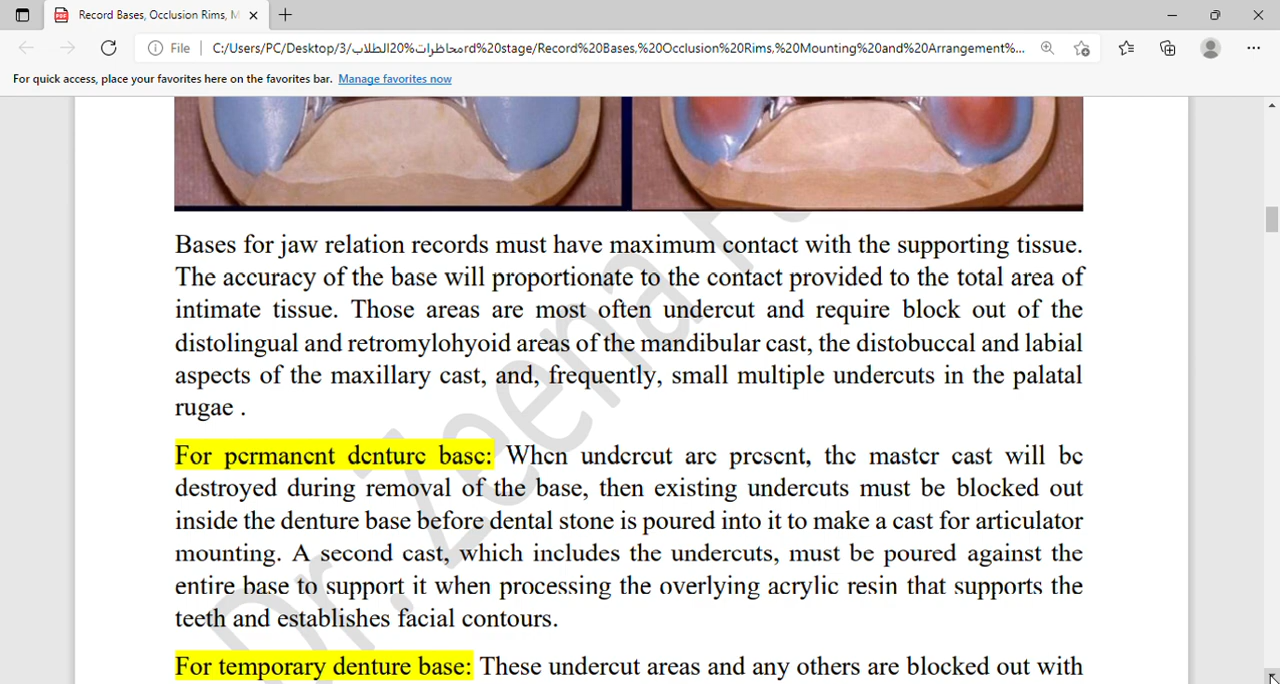 Record Bases, Occlusion Rims, M
File
C:/Users/PC/Desktop/3/محاظرات%20الطلاب/rd%20stage/Record%20Bases,%20Occlusion%20Rims,%20Mounting%20and%20Arrangement%...
For quick access, place your favorites here on the favorites bar. Manage favorites now
Bases for jaw relation records must have maximum contact with the supporting tissue.
The accuracy of the base will proportionate to the contact provided to the total area of
intimate tissue. Those areas are most often undercut and require block out of the
distolingual and retromylohyoid areas of the mandibular cast, the distobuccal and labial
aspects of the maxillary cast, and, frequently, small multiple undercuts in the palatal
rugae .
For permanent denture base: When undercut are present, the master cast will be
destroyed during removal of the base, then existing undercuts must be blocked out
inside the denture base before dental stone is poured into it to make a cast for articulator
mounting. A second cast, which includes the undercuts, must be poured against the
entire base to support it when processing the overlying acrylic resin that supports the
teeth and establishes facial contours.
For temporary denture base: These undercut areas and any others are blocked out with
Dr. Zeena